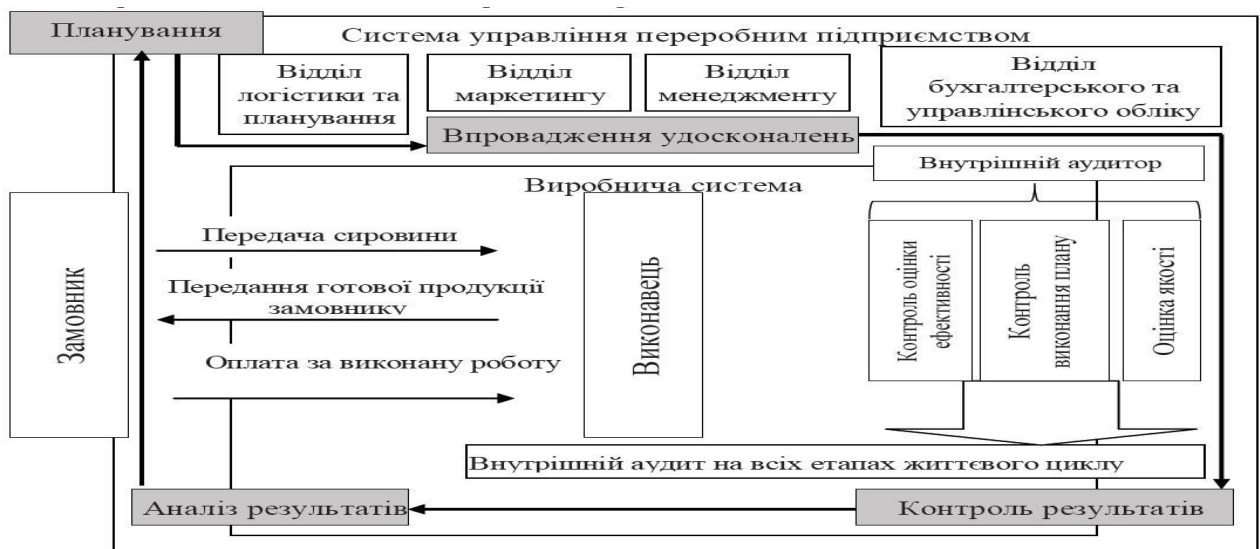 Планування
Система управління переробним підприємством
Відділ
логістики та
планування
Відділ
маркетингу
Відділ
менеджменту
Відділ
бухгалтерського та
управлінського обліку
Впровадження удосконалень
Внутрішній аудитор
Виробнича система
Замовник
Передача сировини
Передання готової продукції
замовнику
Оплата за виконану роботу
Виконавець
Контроль оцінки
ефективності
Контроль
виконання плану
Оцінка якості
Внутрішній аудит на всіх етапах життєвого циклу
Аналіз результатів
Контроль результатів